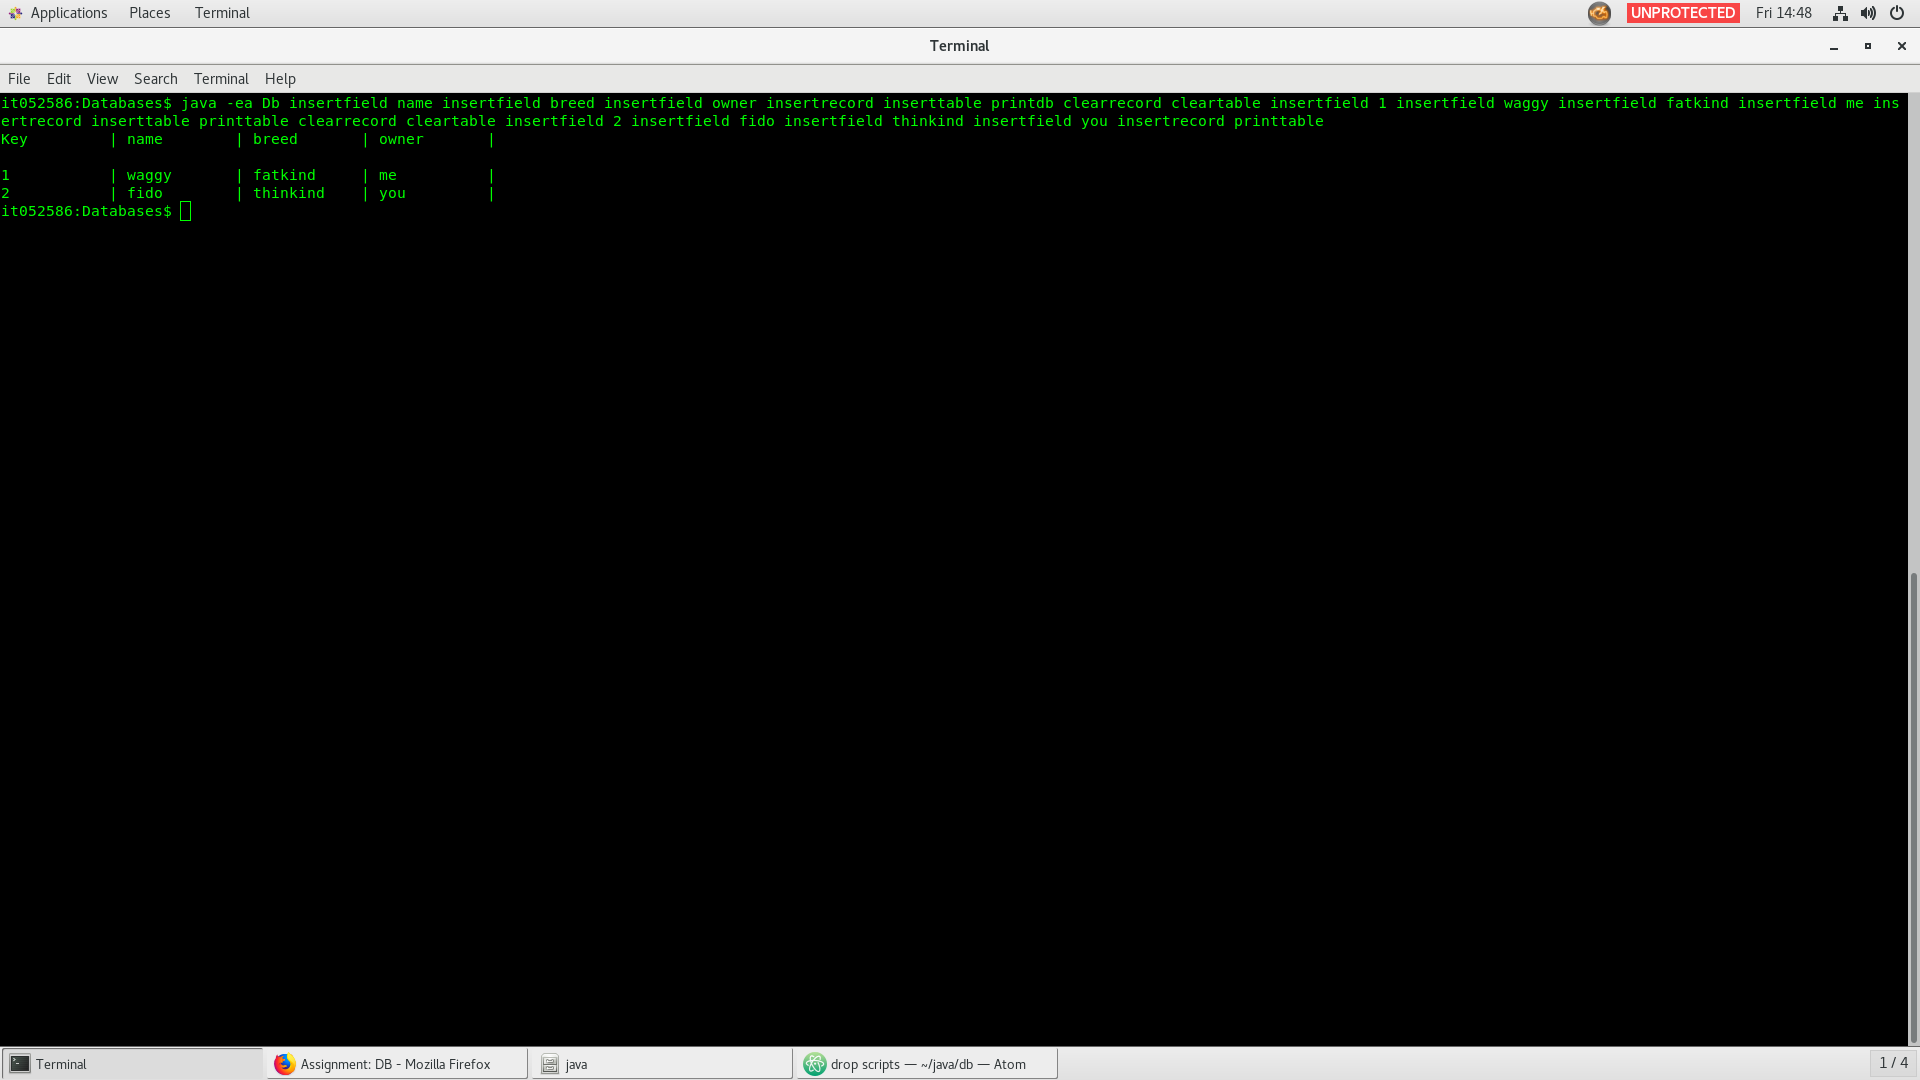 Applications Places Terminal UNPROTECTED Fri 14:48
Terminal
File Edit View Search Terminal Help
it052586:Databases$ java -ea Db insertfield name insertfield breed insertfield owner insertrecord inserttable printdb clearrecord cleartable insertfield 1 insertfield waggy insertfield fatkind insertfield me ins
ertrecord inserttable printtable clearrecord cleartable insertfield 2 insertfield fido insertfield thinkind insertfield you insertrecord printtable
Key | name | breed | owner |
1 | waggy | fatkind | me |
2 | fido | thinkind | you |
it052586:Databases$
Terminal Assignment: DB - Mozilla Firefox java drop scripts — ~/java/db — Atom 1 / 4